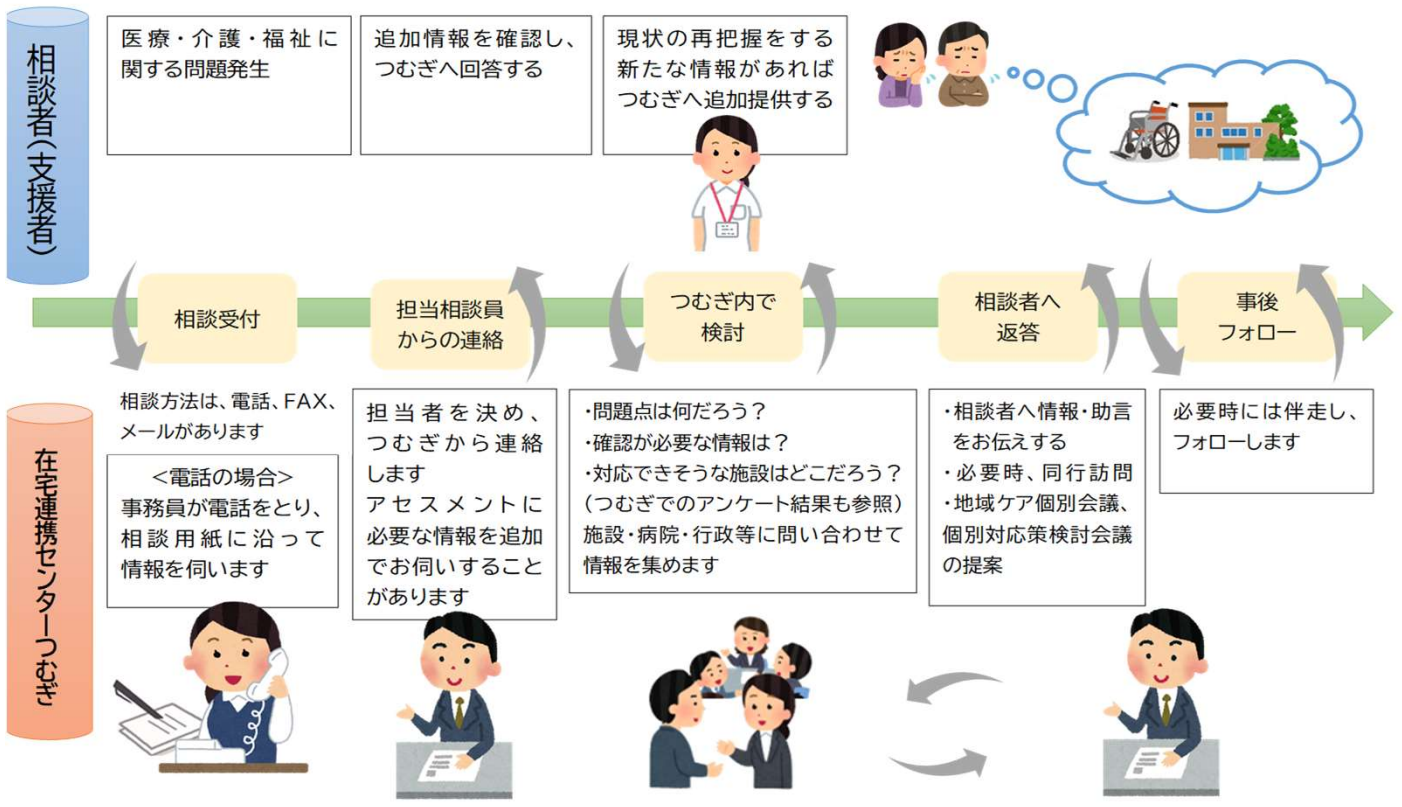 相談者（支援者）
医療・介護・福祉に
関する問題発生
追加情報を確認し、
つむぎへ回答する
現状の再把握をする
新たな情報があれば
つむぎへ追加提供する
相談受付
担当相談員
からの連絡
つむぎ内で
検討
相談者へ
返答
事後
フォロー
在宅連携センターつむぎ
相談方法は、電話、FAX、
メールがあります
＜電話の場合＞
事務員が電話をとり、
相談用紙に沿って
情報を伺います
担当者を決め、
つむぎから連絡
します
アセスメントに
必要な情報を追加
でお伺いすること
があります
・問題点は何だろう？
・確認が必要な情報は？
・対応できそうな施設はどこだろう？
（つむぎでのアンケート結果も参照）
施設・病院・行政等に問い合わせて
情報を集めます
・相談者へ情報・助言
をお伝えする
・必要時、同行訪問
・地域ケア個別会議、
個別対応策検討会議
の提案
必要時には伴走し、
フォローします